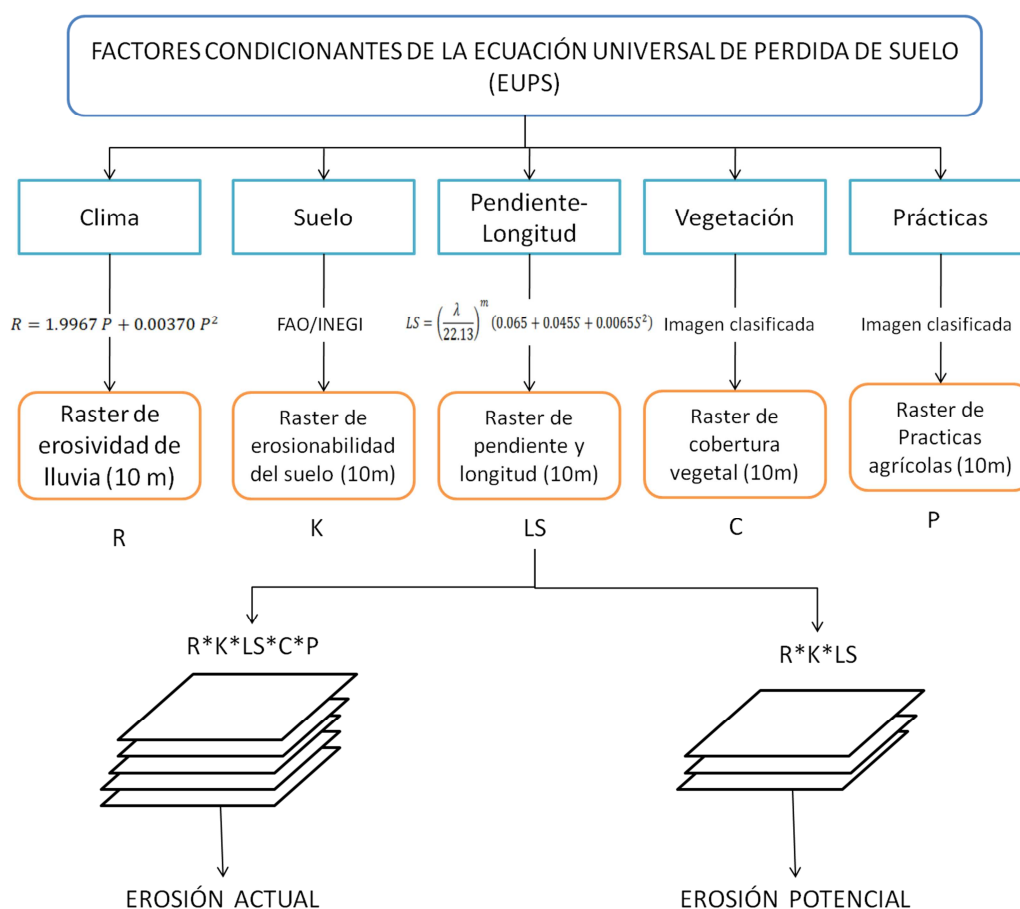 FACTORES CONDICIONANTES DE LA ECUACIÓN UNIVERSAL DE PERDIDA DE SUELO
(EUPS)
Clima
Suelo
Pendiente-
Longitud
Vegetación
Prácticas
R = 1.9967 P + 0.00370 P²
FAO/INEGI
LS = (λ/22.13)^m (0.065 + 0.045S + 0.0065S²)
Imagen clasificada
Imagen clasificada
Raster de
erosividad de
lluvia (10 m)
Raster de
erosionabilidad
del suelo (10m)
Raster de
pendiente y
longitud (10m)
Raster de
cobertura
vegetal (10m)
Raster de
Practicas
agrícolas (10m)
R
K
LS
C
P
R*K*LS*C*P
R*K*LS
EROSIÓN ACTUAL
EROSIÓN POTENCIAL